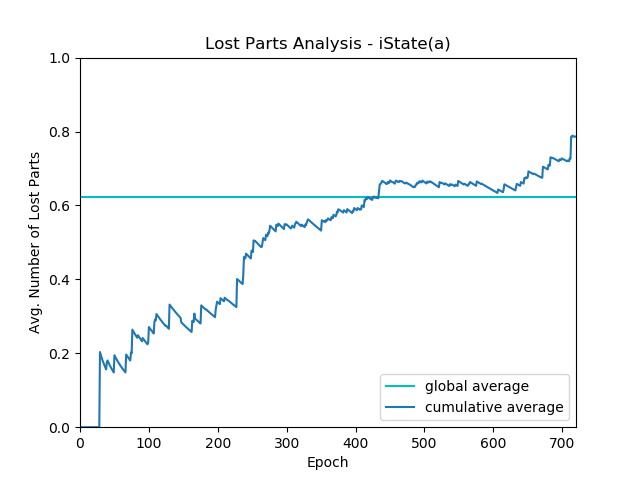 Lost Parts Analysis - iState(a)
Avg. Number of Lost Parts
1.0
0.8
0.6
0.4
0.2
0.0
0 100 200 300 400 500 600 700
Epoch
global average
cumulative average